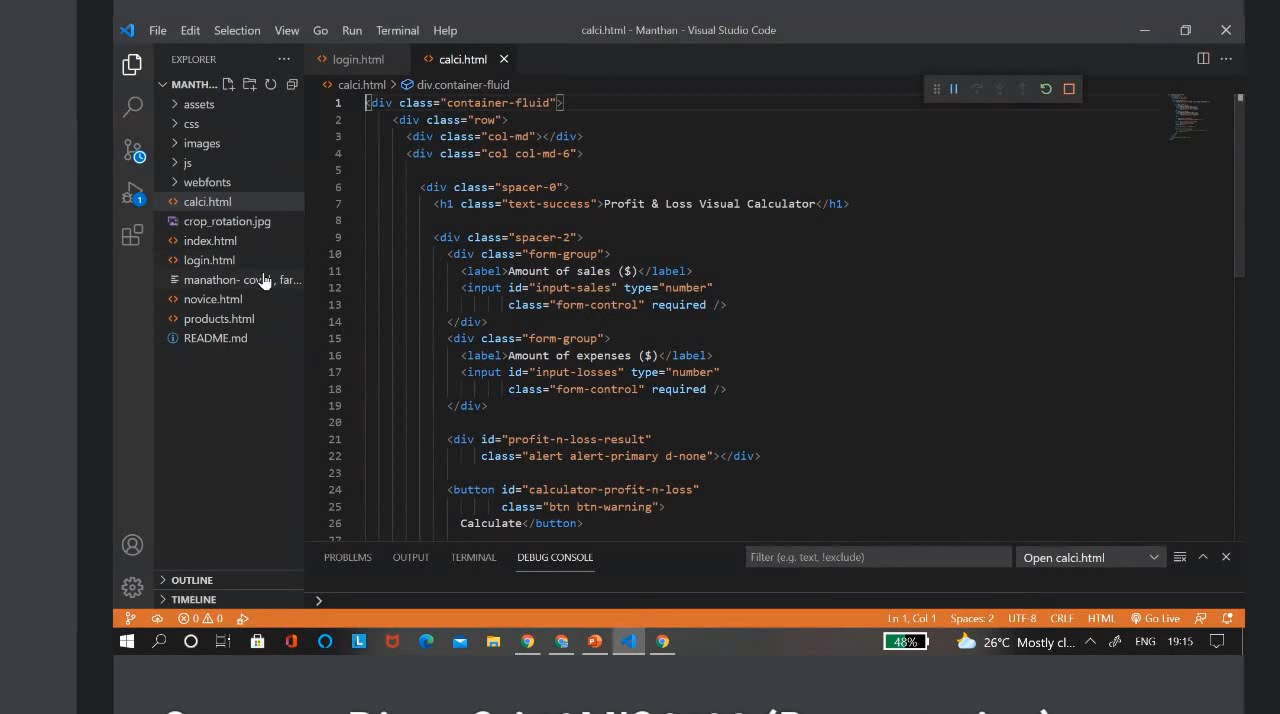 File Edit Selection View Go Run Terminal Help
calci.html - Manthan - Visual Studio Code
EXPLORER
MANTH...
assets
css
images
js
webfonts
calci.html
crop_rotation.jpg
index.html
login.html
manathon- far...
novice.html
products.html
README.md
OUTLINE
TIMELINE
1
login.html calci.html
calci.html > div.container-fluid
1 <div class="container-fluid">
2 <div class="row">
3 <div class="col-md"></div>
4 <div class="col col-md-6">
5
6 <div class="spacer-0">
7 <h1 class="text-success">Profit & Loss Visual Calculator</h1>
8
9 <div class="spacer-2">
10 <div class="form-group">
11 <label>Amount of sales ($)</label>
12 <input id="input-sales" type="number"
13 class="form-control" required />
14 </div>
15 <div class="form-group">
16 <label>Amount of expenses ($)</label>
17 <input id="input-losses" type="number"
18 class="form-control" required />
19 </div>
20
21 <div id="profit-n-loss-result"
22 class="alert alert-primary d-none"></div>
23
24 <button id="calculator-profit-n-loss"
25 class="btn btn-warning">
26 Calculate</button>
27
PROBLEMS OUTPUT TERMINAL DEBUG CONSOLE
Filter (e.g. text, !exclude)
Open calci.html
0 0
Ln 1, Col 1 Spaces: 2 UTF-8 CRLF HTML Go Live
L
48% 26°C Mostly cl... ENG 19:15